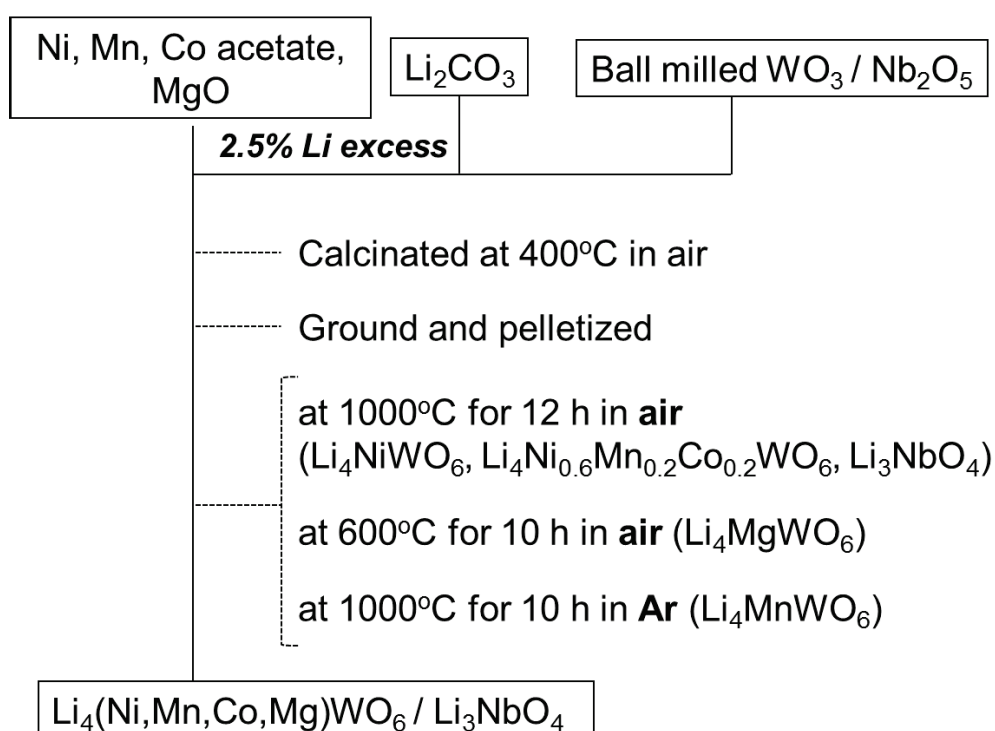 Ni, Mn, Co acetate,
MgO
Li₂CO₃
Ball milled WO₃ / Nb₂O₅
2.5% Li excess
Calcinated at 400°C in air
Ground and pelletized
at 1000°C for 12 h in air
(Li₄NiWO₆, Li₄Ni₀.₆Mn₀.₂Co₀.₂WO₆, Li₃NbO₄)
at 600°C for 10 h in air (Li₄MgWO₆)
at 1000°C for 10 h in Ar (Li₄MnWO₆)
Li₄(Ni,Mn,Co,Mg)WO₆ / Li₃NbO₄